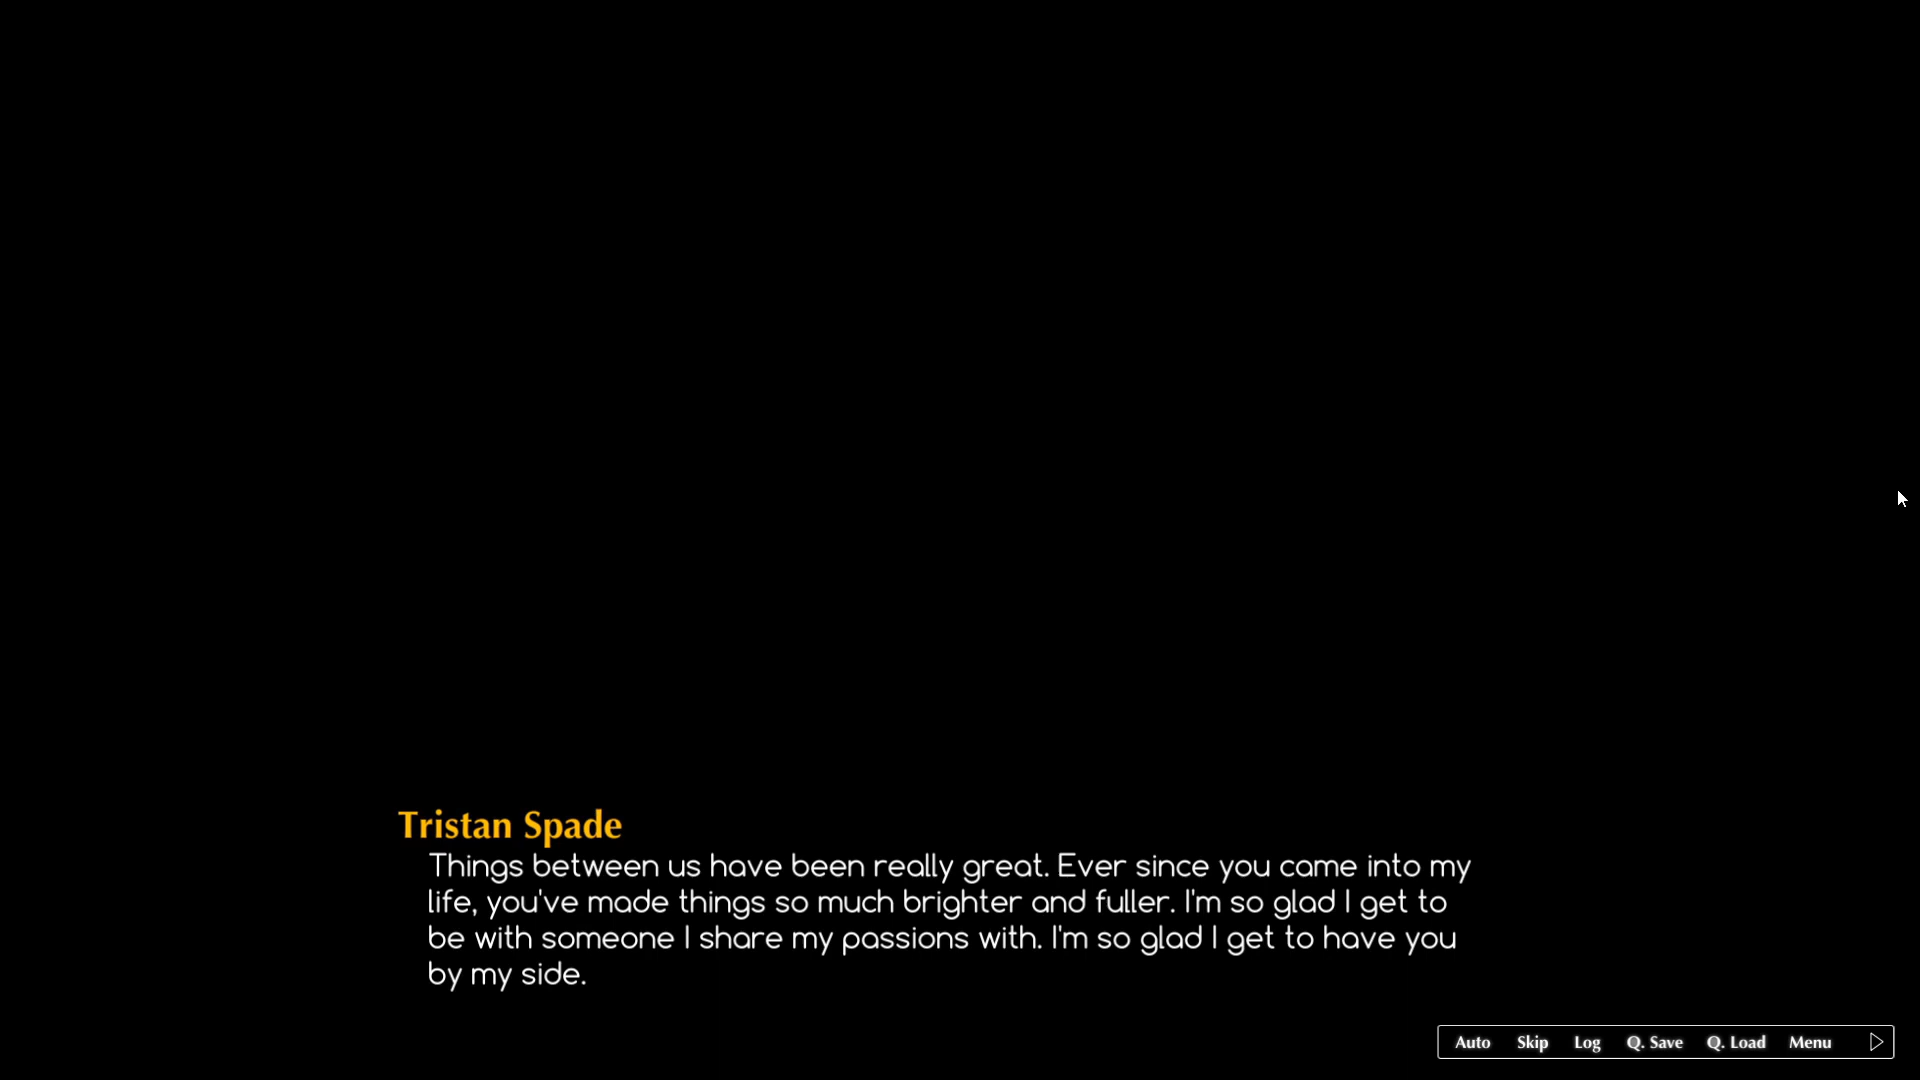 Tristan Spade
Things between us have been really great. Ever since you came into my
life, you've made things so much brighter and fuller. I'm so glad I get to
be with someone I share my passions with. I'm so glad I get to have you
by my side.
Auto Skip Log Q. Save Q. Load Menu